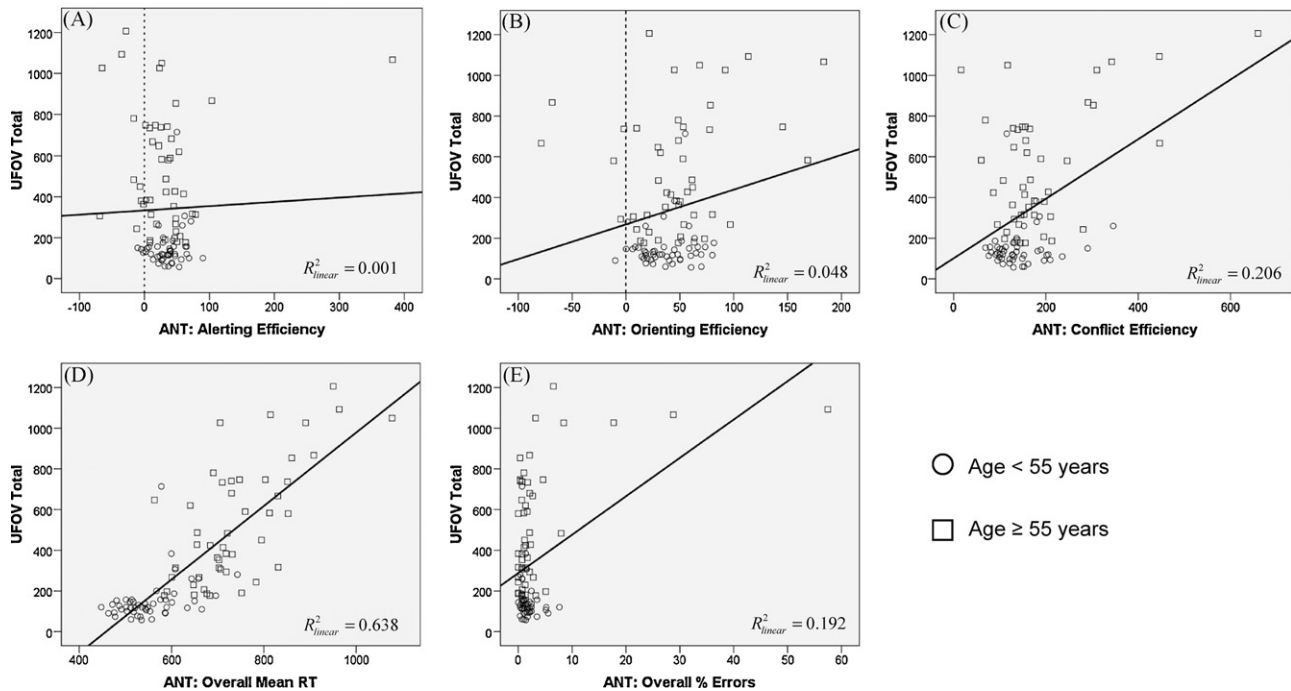 (A)
UFOV Total
1200
1000
800
600
400
200
0
-100 0 100 200 300 400
ANT: Alerting Efficiency
R²linear = 0.001
(B)
UFOV Total
1200
1000
800
600
400
200
0
-100 -50 0 50 100 150 200
ANT: Orienting Efficiency
R²linear = 0.048
(C)
UFOV Total
1200
1000
800
600
400
200
0
0 200 400 600
ANT: Conflict Efficiency
R²linear = 0.206
(D)
UFOV Total
1200
1000
800
600
400
200
0
400 600 800 1000
ANT: Overall Mean RT
R²linear = 0.638
(E)
UFOV Total
1200
1000
800
600
400
200
0
0 10 20 30 40 50 60
ANT: Overall % Errors
R²linear = 0.192
Age < 55 years
Age ≥ 55 years